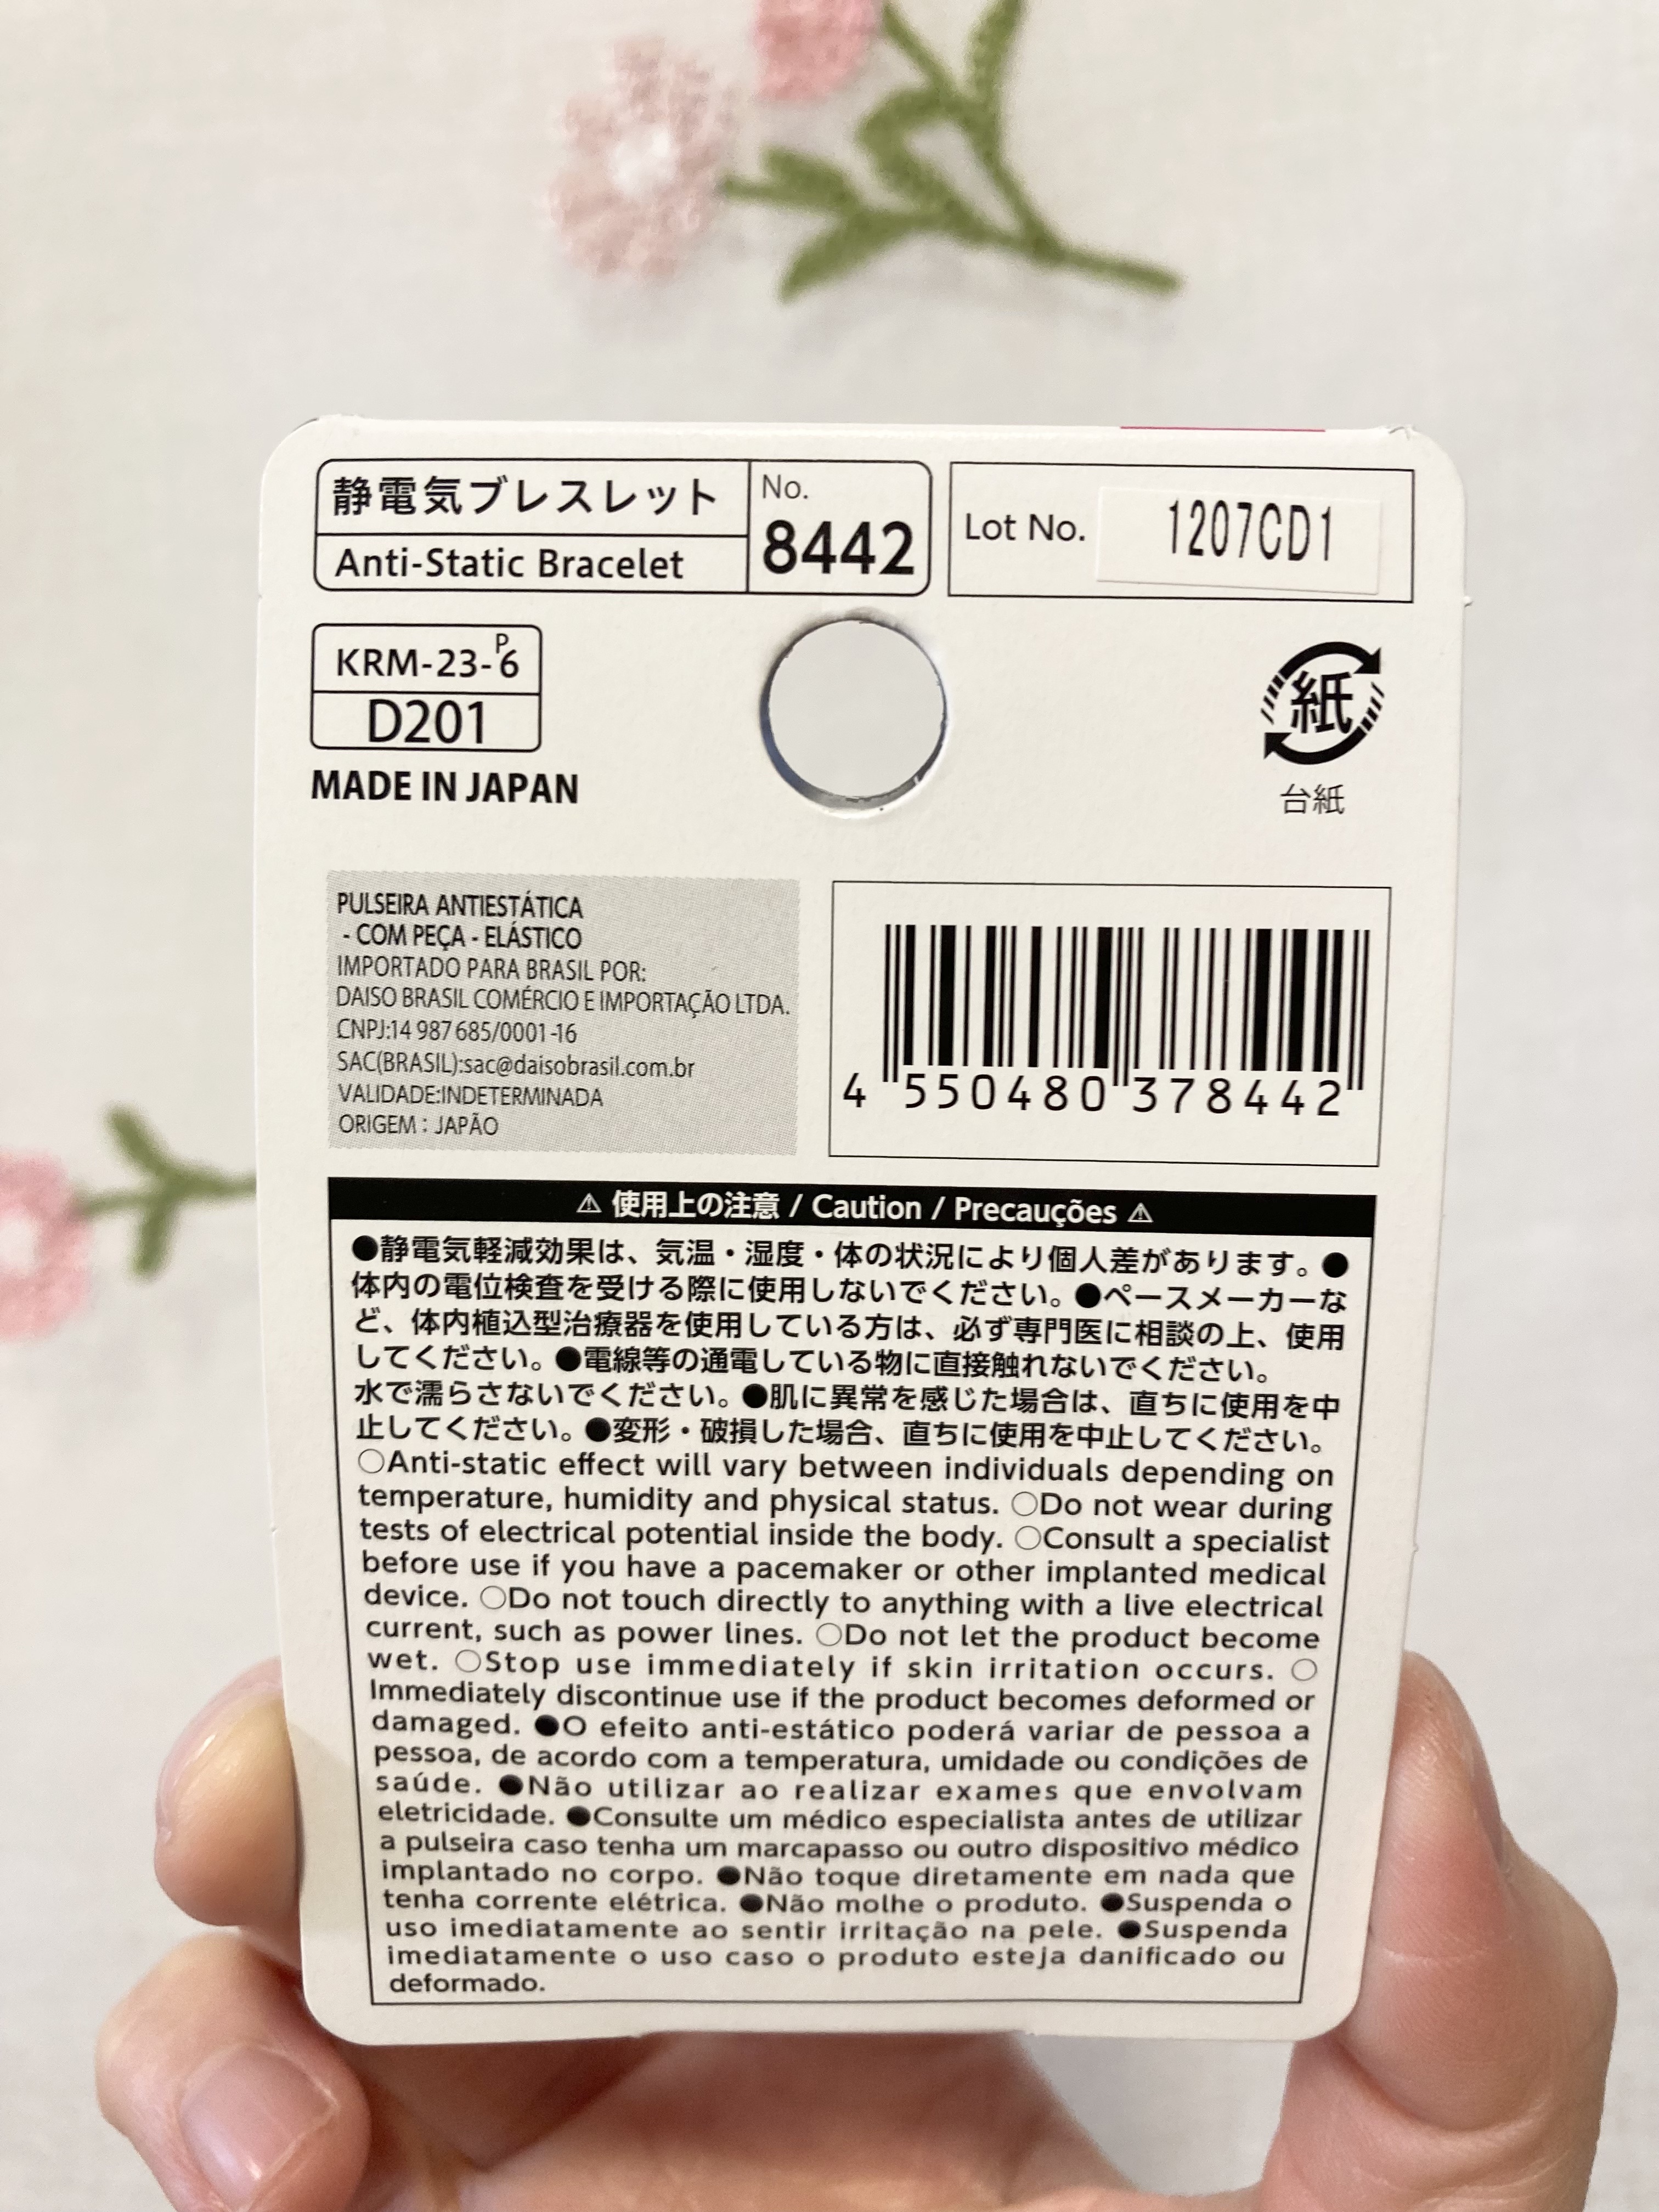 静電気ブレスレット
Anti-Static Bracelet
No.
8442
Lot No.
1207CD1
KRM-23-P6
D201
MADE IN JAPAN
紙
台紙
PULSEIRA ANTIESTÁTICA
- COM PEÇA - ELÁSTICO
IMPORTADO PARA BRASIL POR:
DAISO BRASIL COMÉRCIO E IMPORTAÇÃO LTDA.
CNPJ:14 987 685/0001-16
SAC(BRASIL):sac@daisobrasil.com.br
VALIDADE:INDETERMINADA
ORIGEM : JAPÃO
4 550480 378442
⚠ 使用上の注意 / Caution / Precauções ⚠
●静電気軽減効果は、気温・湿度・体の状況により個人差があります。●
体内の電位検査を受ける際に使用しないでください。●ペースメーカーな
ど、体内植込型治療器を使用している方は、必ず専門医に相談の上、使用
してください。●電線等の通電している物に直接触れないでください。
水で濡らさないでください。●肌に異常を感じた場合は、直ちに使用を中
止してください。●変形・破損した場合、直ちに使用を中止してください。
○Anti-static effect will vary between individuals depending on
temperature, humidity and physical status. ○Do not wear during
tests of electrical potential inside the body. ○Consult a specialist
before use if you have a pacemaker or other implanted medical
device. ○Do not touch directly to anything with a live electrical
current, such as power lines. ○Do not let the product become
wet. ○Stop use immediately if skin irritation occurs. ○
Immediately discontinue use if the product becomes deformed or
damaged. ●O efeito anti-estático poderá variar de pessoa a
pessoa, de acordo com a temperatura, umidade ou condições de
saúde. ●Não utilizar ao realizar exames que envolvam
eletricidade. ●Consulte um médico especialista antes de utilizar
a pulseira caso tenha um marcapasso ou outro dispositivo médico
implantado no corpo. ●Não toque diretamente em nada que
tenha corrente elétrica. ●Não molhe o produto. ●Suspenda o
uso imediatamente ao sentir irritação na pele. ●Suspenda
imediatamente o uso caso o produto esteja danificado ou
deformado.